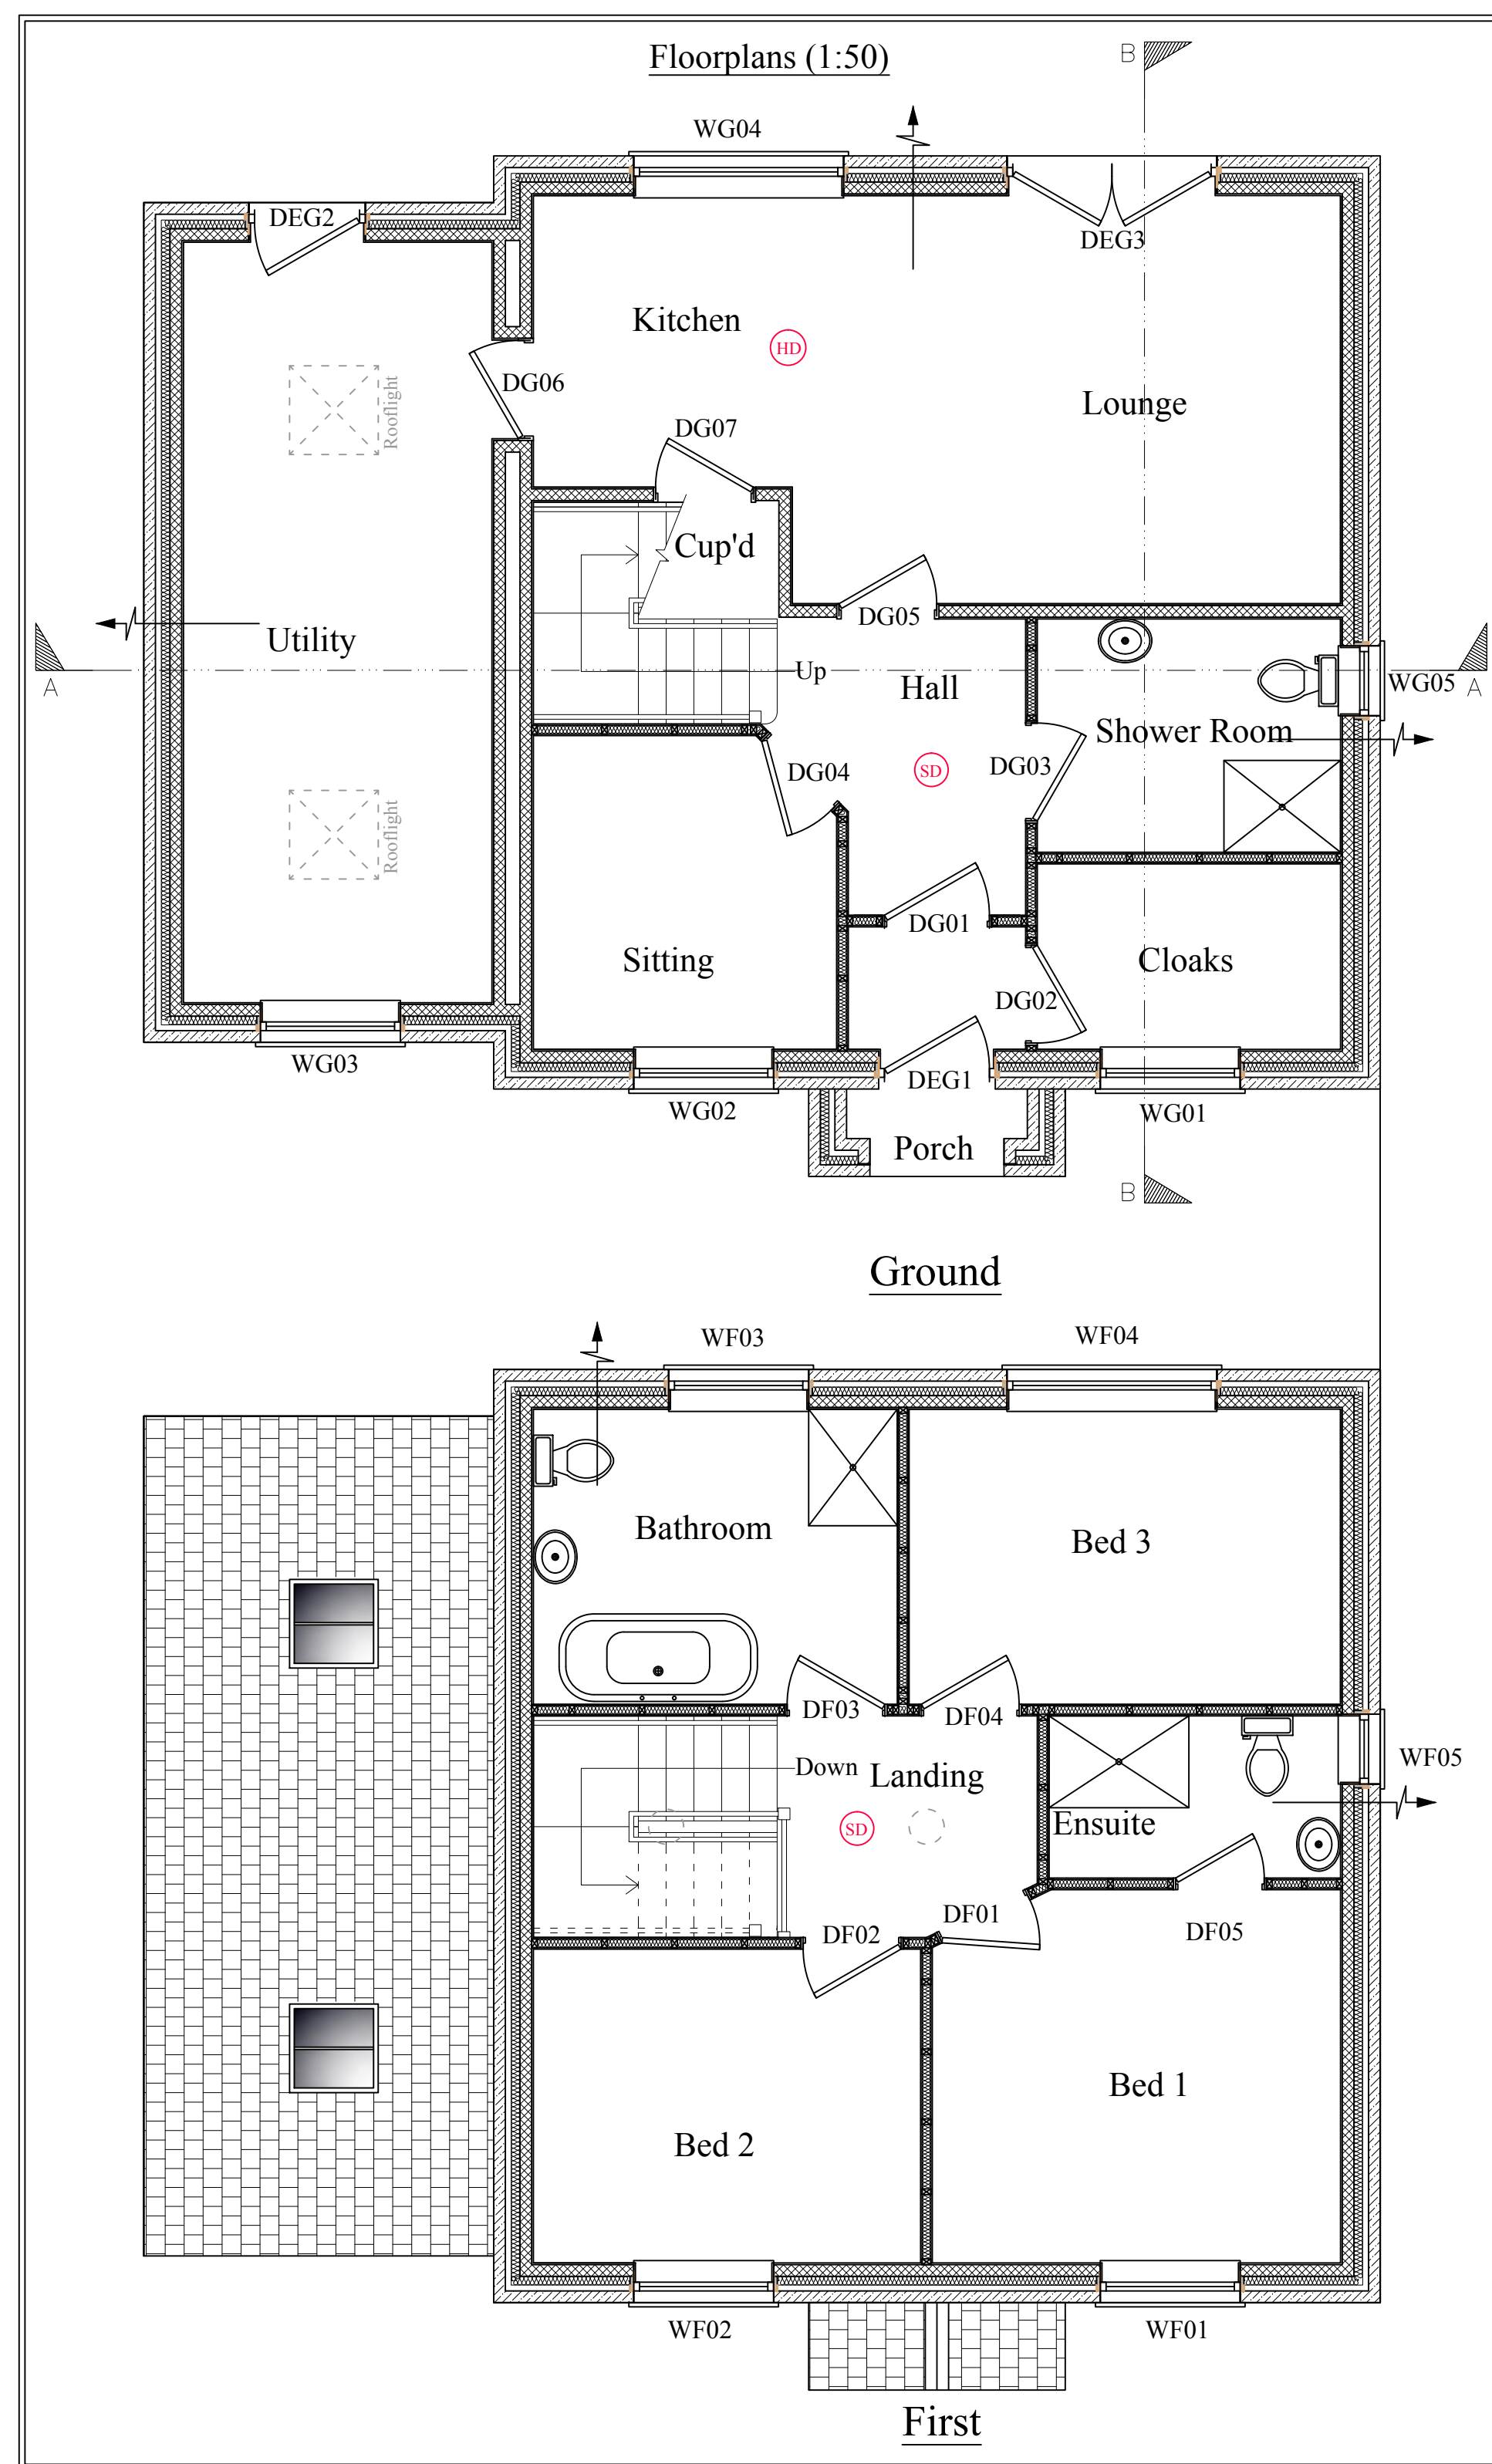 Floorplans (1:50)
B
WG04
DEG2
DEG3
Kitchen
HD
Rooflight
DG06
Lounge
DG07
Cup'd
DG05
Utility
Up
Hall
A
WG05
A
Shower Room
DG04
SD
DG03
Rooflight
DG01
Sitting
Cloaks
DG02
WG03
DEG1
WG02
WG01
Porch
B
Ground
WF03
WF04
Bathroom
Bed 3
DF03
DF04
Down
Landing
WF05
SD
Ensuite
DF01
DF02
DF05
Bed 1
Bed 2
WF02
WF01
First